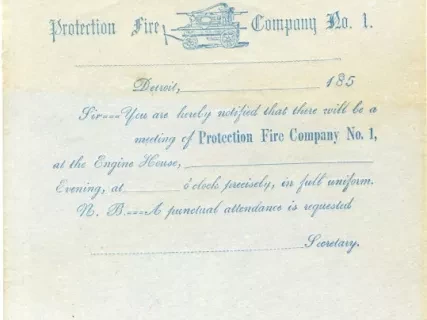 Protection Fire Company No. 1.
Detroit, 185
Sir---You are hereby notified that there will be a
meeting of Protection Fire Company No. 1,
at the Engine House,
Evening, at o'clock precisely, in full uniform.
N. B.---A punctual attendance is requested
Secretary.